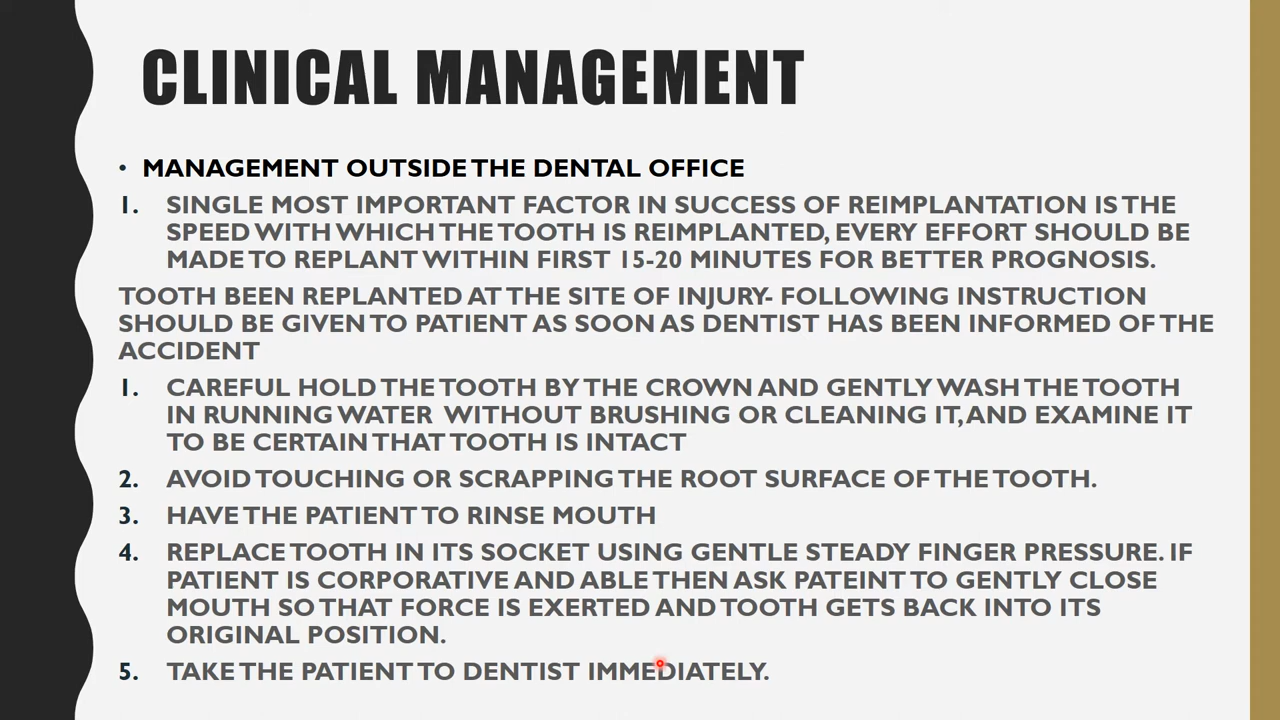 CLINICAL MANAGEMENT
• MANAGEMENT OUTSIDE THE DENTAL OFFICE
1. SINGLE MOST IMPORTANT FACTOR IN SUCCESS OF REIMPLANTATION IS THE
SPEED WITH WHICH THE TOOTH IS REIMPLANTED, EVERY EFFORT SHOULD BE
MADE TO REPLANT WITHIN FIRST 15-20 MINUTES FOR BETTER PROGNOSIS.
TOOTH BEEN REPLANTED AT THE SITE OF INJURY- FOLLOWING INSTRUCTION
SHOULD BE GIVEN TO PATIENT AS SOON AS DENTIST HAS BEEN INFORMED OF THE
ACCIDENT
1. CAREFUL HOLD THE TOOTH BY THE CROWN AND GENTLY WASH THE TOOTH
IN RUNNING WATER WITHOUT BRUSHING OR CLEANING IT, AND EXAMINE IT
TO BE CERTAIN THAT TOOTH IS INTACT
2. AVOID TOUCHING OR SCRAPPING THE ROOT SURFACE OF THE TOOTH.
3. HAVE THE PATIENT TO RINSE MOUTH
4. REPLACE TOOTH IN ITS SOCKET USING GENTLE STEADY FINGER PRESSURE. IF
PATIENT IS CORPORATIVE AND ABLE THEN ASK PATEINT TO GENTLY CLOSE
MOUTH SO THAT FORCE IS EXERTED AND TOOTH GETS BACK INTO ITS
ORIGINAL POSITION.
5. TAKE THE PATIENT TO DENTIST IMMEDIATELY.